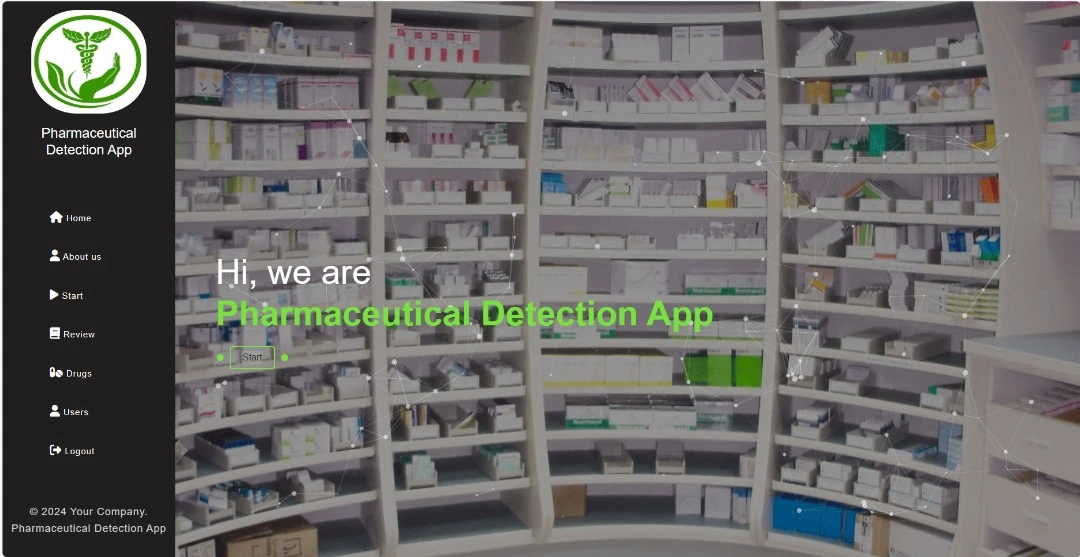 Pharmaceutical
Detection App
Home
About us
Start
Review
Drugs
Users
Logout
© 2024 Your Company.
Pharmaceutical Detection App
Hi, we are
Pharmaceutical Detection App
Start...